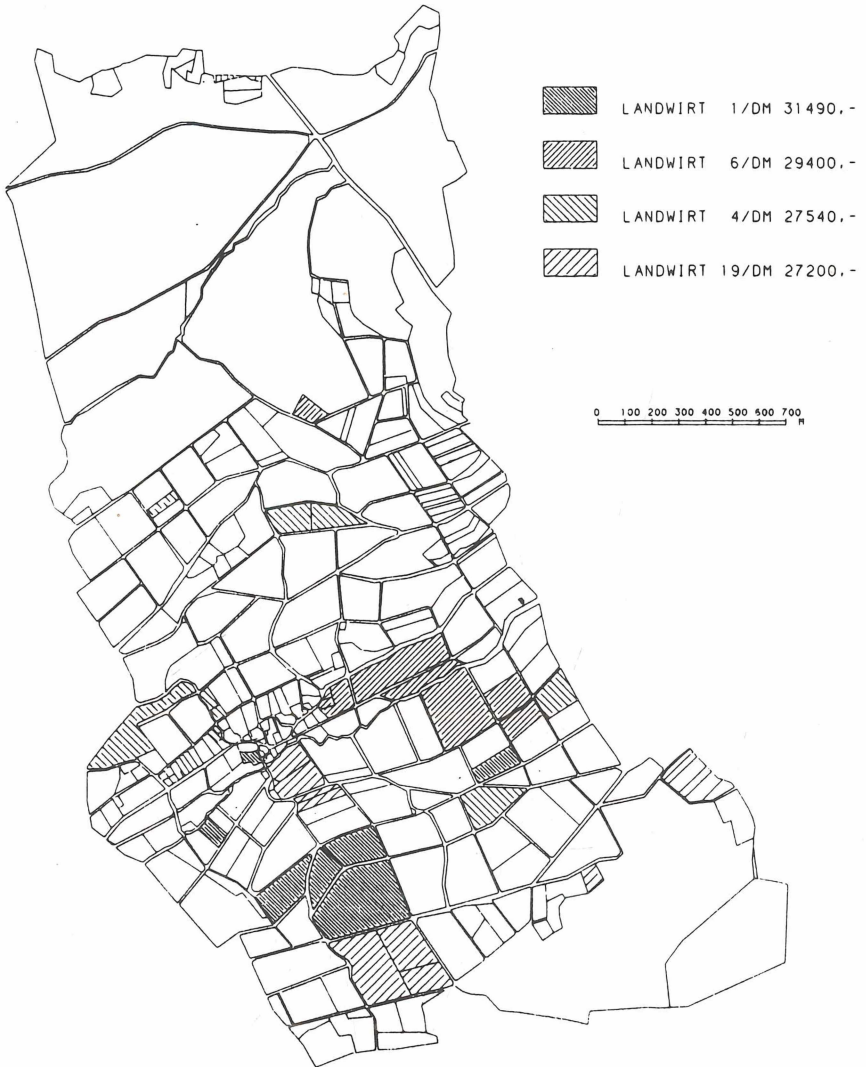 LANDWIRT 1/DM 31490,-
LANDWIRT 6/DM 29400,-
LANDWIRT 4/DM 27540,-
LANDWIRT 19/DM 27200,-
0 100 200 300 400 500 600 700
M